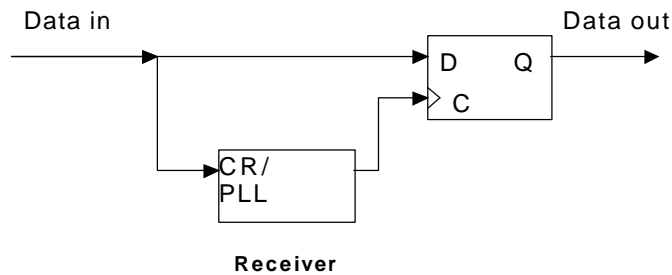 Data in
Data out
D Q
C
CR/
PLL
Receiver